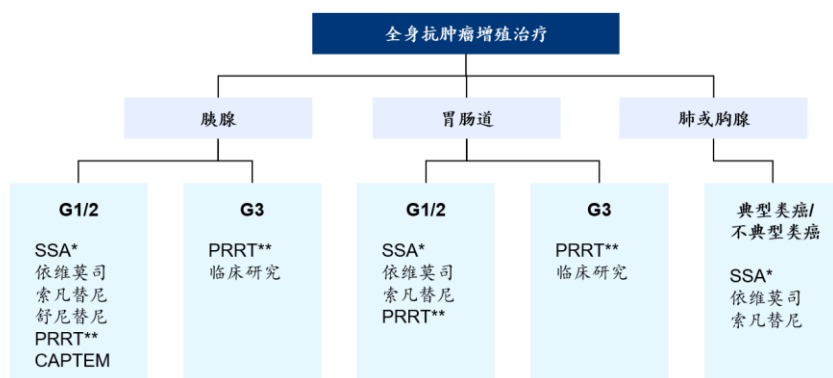 全身抗肿瘤增殖治疗
胰腺
胃肠道
肺或胸腺
G1/2
SSA*
依维莫司
索凡替尼
舒尼替尼
PRRT**
CAPTEM
G3
PRRT**
临床研究
G1/2
SSA*
依维莫司
索凡替尼
PRRT**
G3
PRRT**
临床研究
典型类癌/
不典型类癌
SSA*
依维莫司
索凡替尼